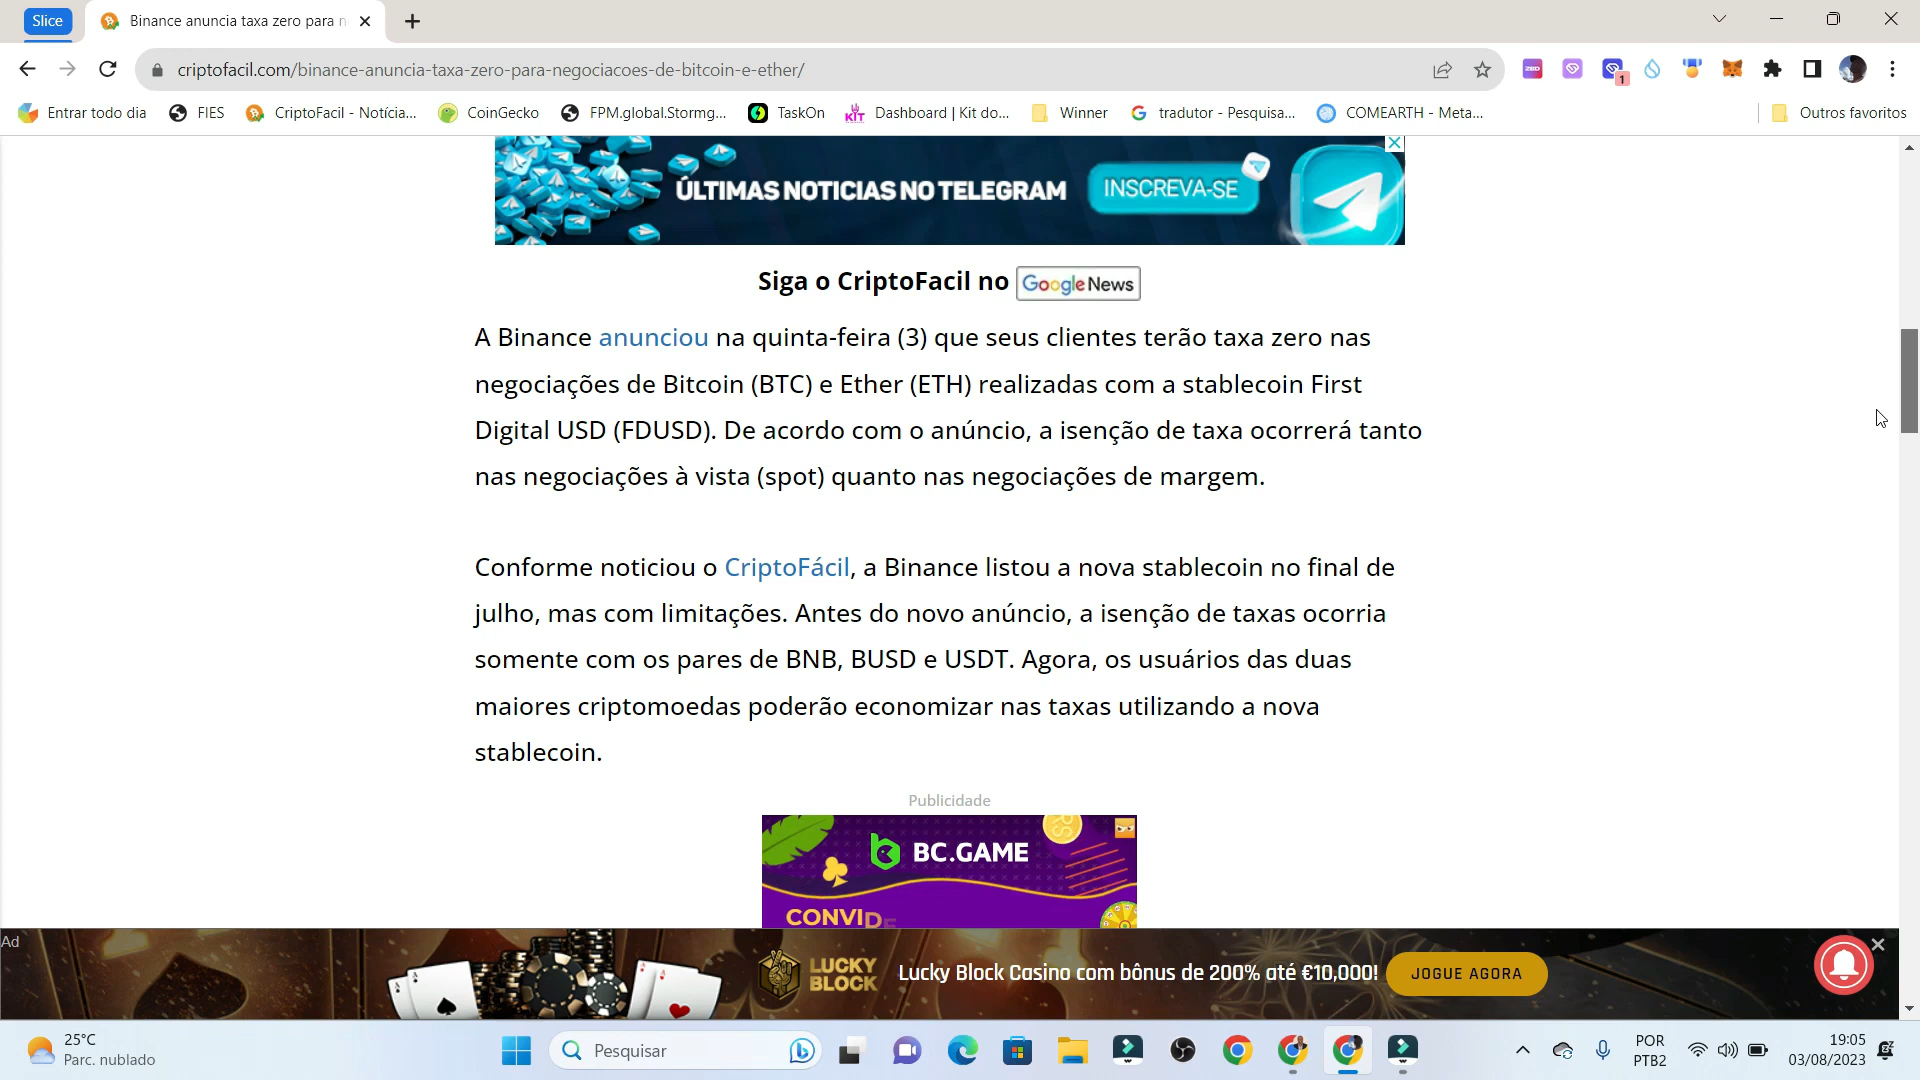 Slice
Binance anuncia taxa zero para n
criptofacil.com/binance-anuncia-taxa-zero-para-negociacoes-de-bitcoin-e-ether/
ZBD
1
Entrar todo dia
FIES
CriptoFacil - Notícia...
CoinGecko
FPM.global.Stormg...
TaskOn
KIT
Dashboard | Kit do...
Winner
tradutor - Pesquisa...
COMEARTH - Meta...
Outros favoritos
ÚLTIMAS NOTICIAS NO TELEGRAM
INSCREVA-SE
Siga o CriptoFacil no Google News
A Binance anunciou na quinta-feira (3) que seus clientes terão taxa zero nas
negociações de Bitcoin (BTC) e Ether (ETH) realizadas com a stablecoin First
Digital USD (FDUSD). De acordo com o anúncio, a isenção de taxa ocorrerá tanto
nas negociações à vista (spot) quanto nas negociações de margem.
Conforme noticiou o CriptoFácil, a Binance listou a nova stablecoin no final de
julho, mas com limitações. Antes do novo anúncio, a isenção de taxas ocorria
somente com os pares de BNB, BUSD e USDT. Agora, os usuários das duas
maiores criptomoedas poderão economizar nas taxas utilizando a nova
stablecoin.
Publicidade
BC.GAME
CONVIDE
Ad
LUCKY
BLOCK
Lucky Block Casino com bônus de 200% até €10,000!
JOGUE AGORA
25°C
Parc. nublado
Pesquisar
POR
PTB2
19:05
03/08/2023